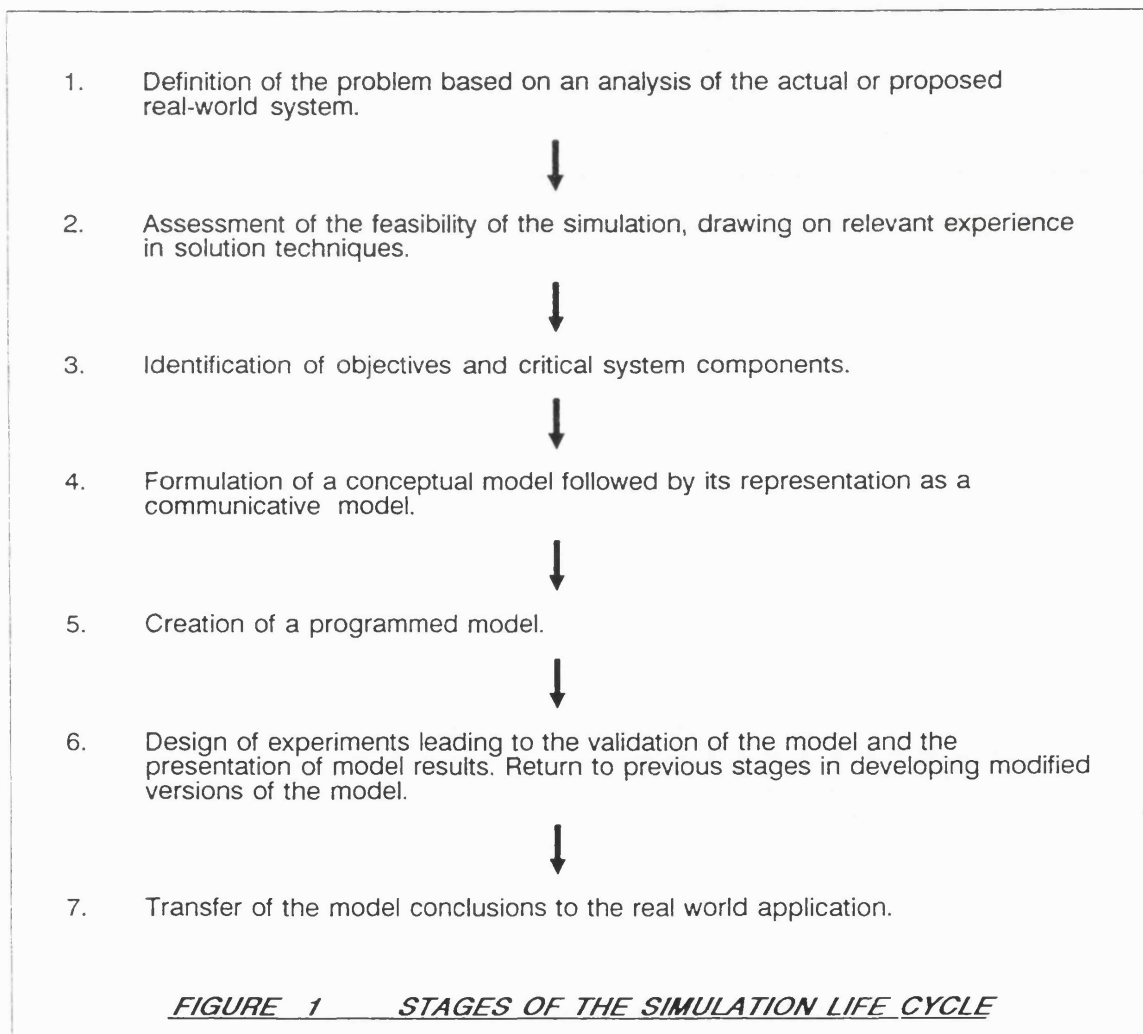 1. Definition of the problem based on an analysis of the actual or proposed
real-world system.
2. Assessment of the feasibility of the simulation, drawing on relevant experience
in solution techniques.
3. Identification of objectives and critical system components.
4. Formulation of a conceptual model followed by its representation as a
communicative model.
5. Creation of a programmed model.
6. Design of experiments leading to the validation of the model and the
presentation of model results. Return to previous stages in developing modified
versions of the model.
7. Transfer of the model conclusions to the real world application.
FIGURE 1 STAGES OF THE SIMULATION LIFE CYCLE